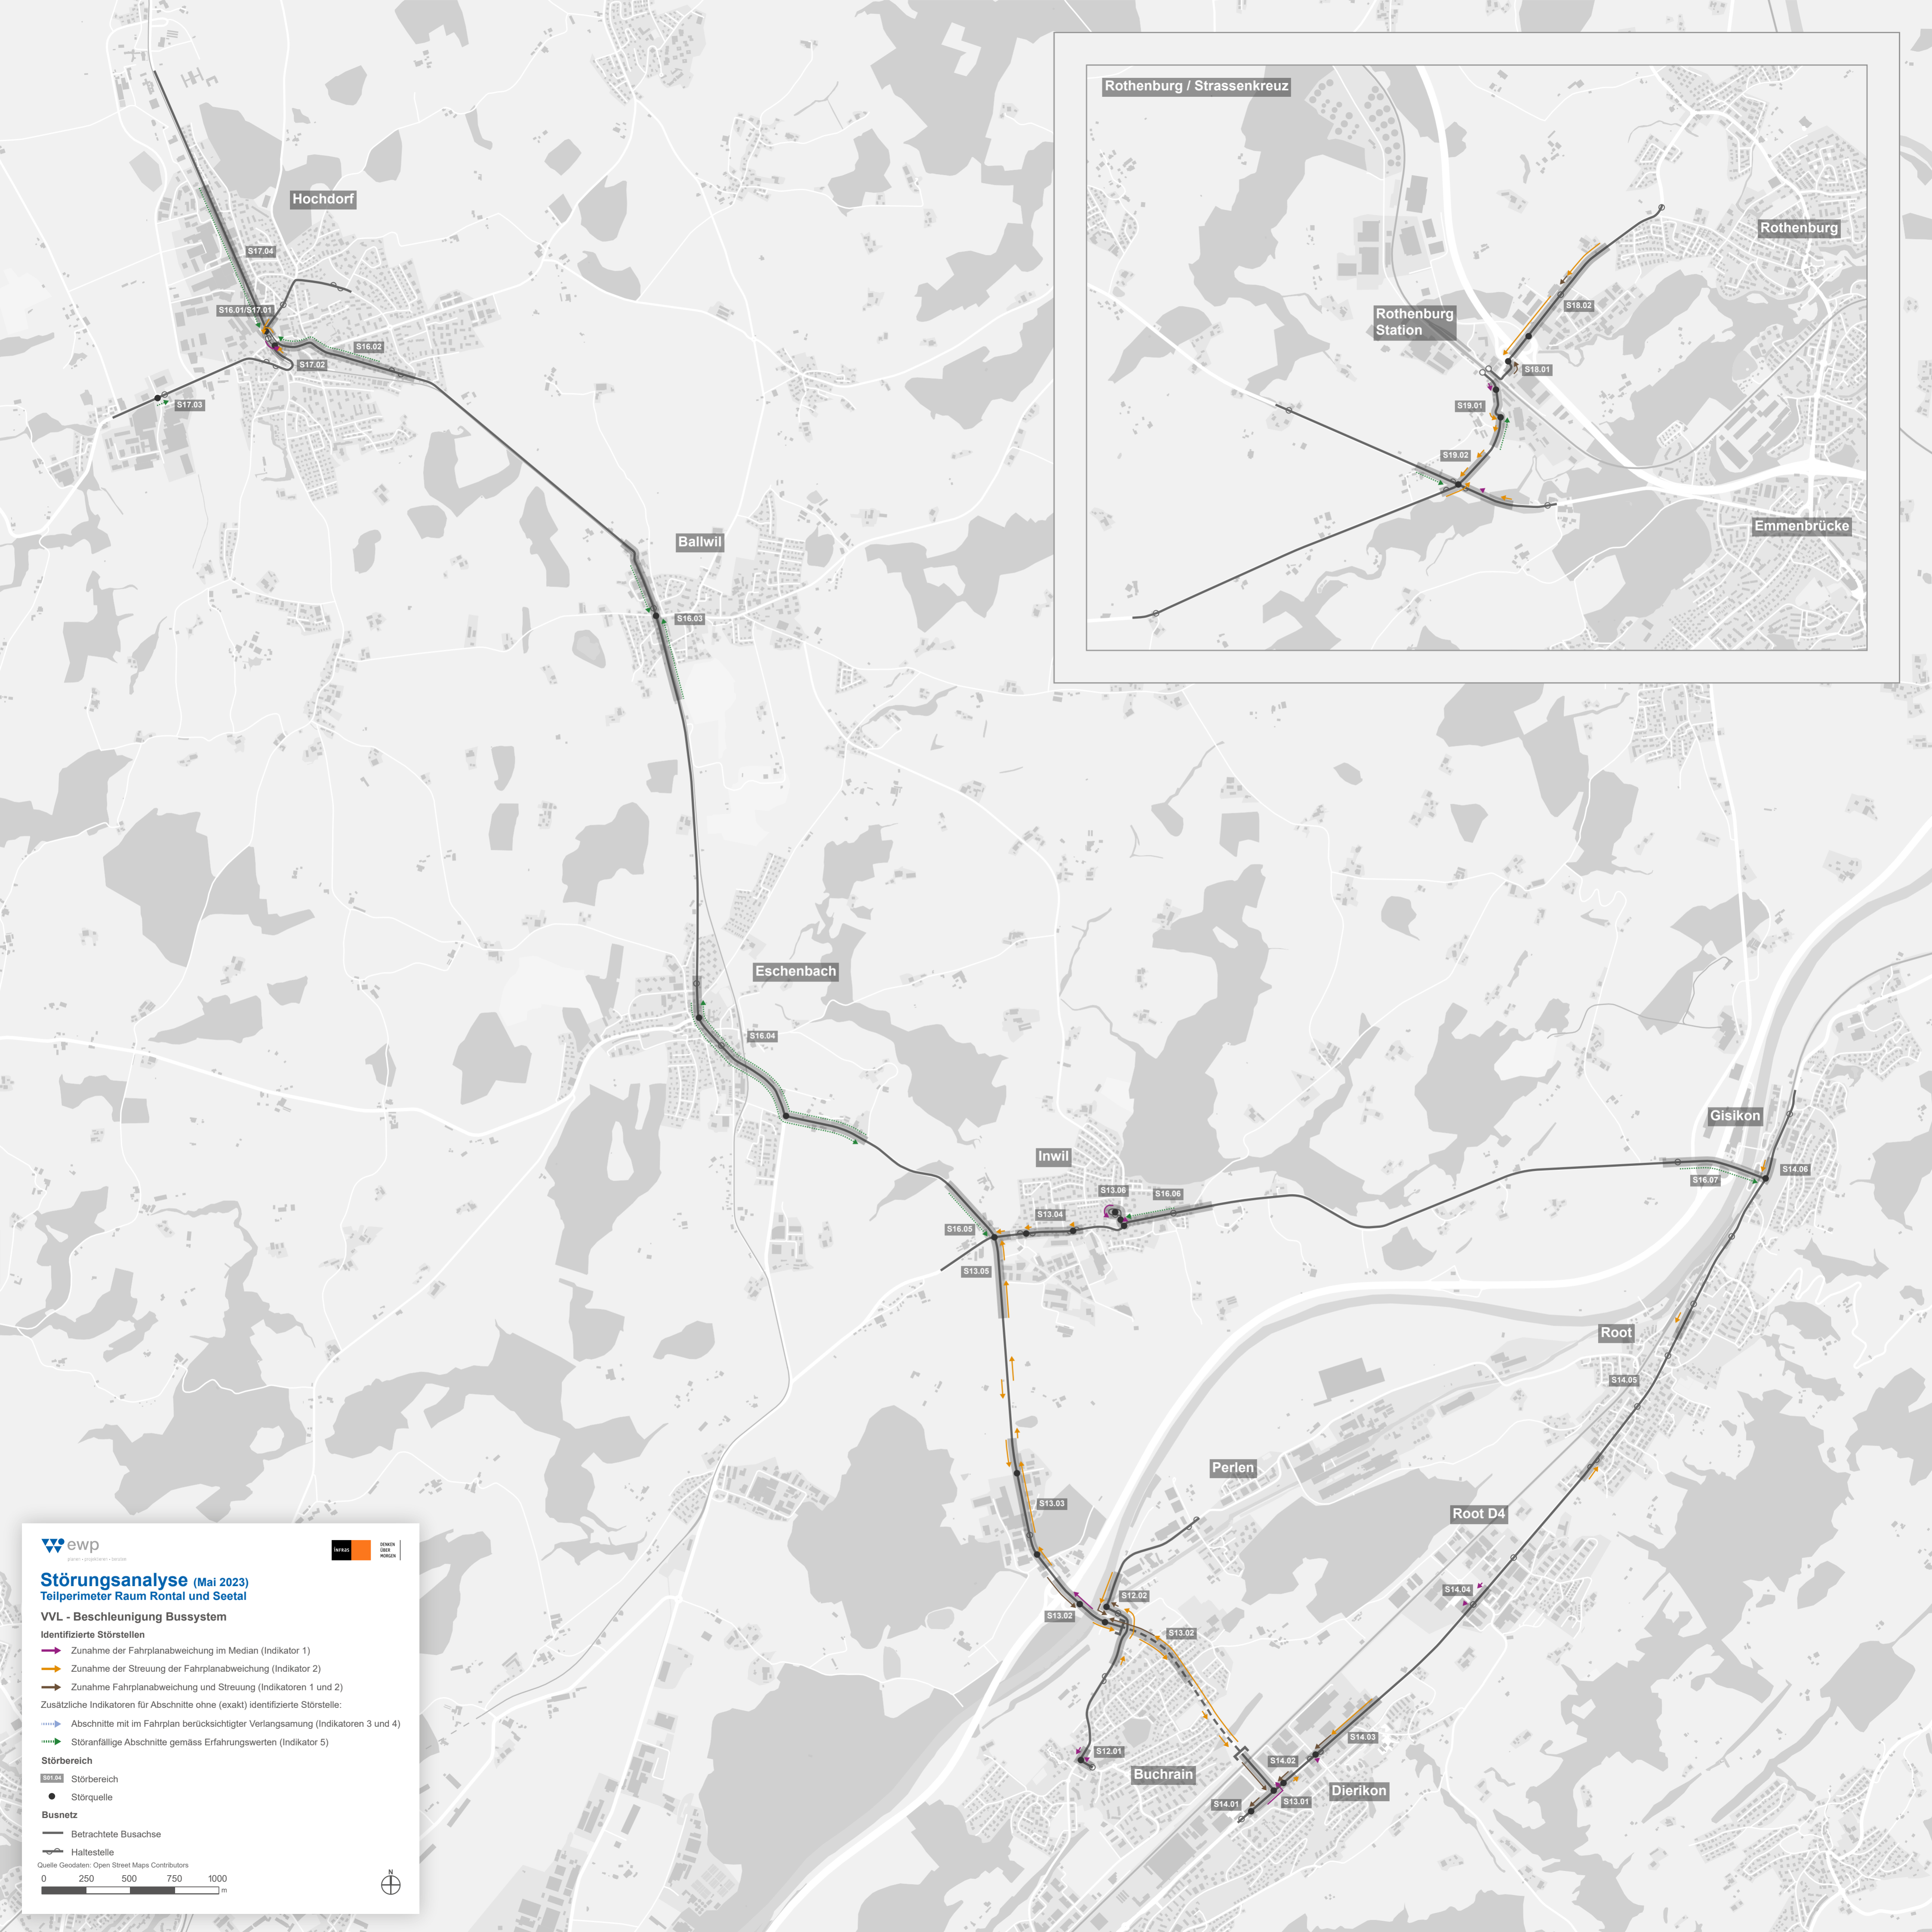 Rothenburg / Strassenkreuz
Rothenburg
Rothenburg
Station
S18.02
S18.01
S19.01
S19.02
Emmenbrücke
Hochdorf
S17.04
S16.01/S17.01
S16.02
S17.02
S17.03
Ballwil
S16.03
Eschenbach
S16.04
Gisikon
Inwil
S14.06
S16.07
S13.06
S16.06
S13.04
S16.05
S13.05
Root
S14.05
Perlen
S13.03
Root D4
S14.04
S12.02
S13.02
S13.02
S14.03
S12.01
S14.02
Buchrain
Dierikon
S14.01
S13.01
ewp
planen – projektieren – beraten
INFRAS
DENKEN
ÜBER
MORGEN
Störungsanalyse (Mai 2023)
Teilperimeter Raum Rontal und Seetal
VVL - Beschleunigung Bussystem
Identifizierte Störstellen
Zunahme der Fahrplanabweichung im Median (Indikator 1)
Zunahme der Streuung der Fahrplanabweichung (Indikator 2)
Zunahme Fahrplanabweichung und Streuung (Indikatoren 1 und 2)
Zusätzliche Indikatoren für Abschnitte ohne (exakt) identifizierte Störstelle:
Abschnitte mit im Fahrplan berücksichtigter Verlangsamung (Indikatoren 3 und 4)
Störanfällige Abschnitte gemäss Erfahrungswerten (Indikator 5)
Störbereich
S01.04 Störbereich
Störquelle
Busnetz
Betrachtete Busachse
Haltestelle
Quelle Geodaten: Open Street Maps Contributors
0 250 500 750 1000
m
N